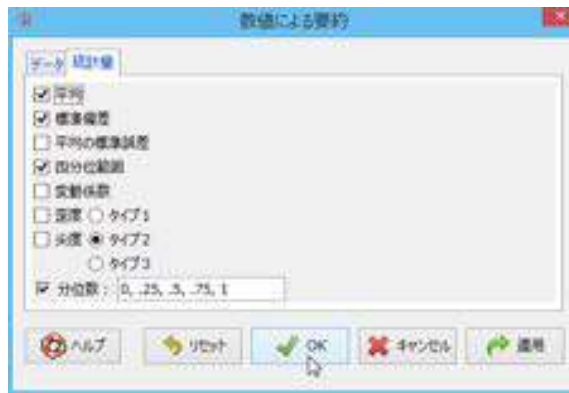 数値による要約
データ 統計量
平均
標準偏差
平均の標準誤差
四分位範囲
変動係数
歪度 タイプ1
尖度 タイプ2
タイプ3
分位数: 0, .25, .5, .75, 1
ヘルプ リセット OK キャンセル 適用